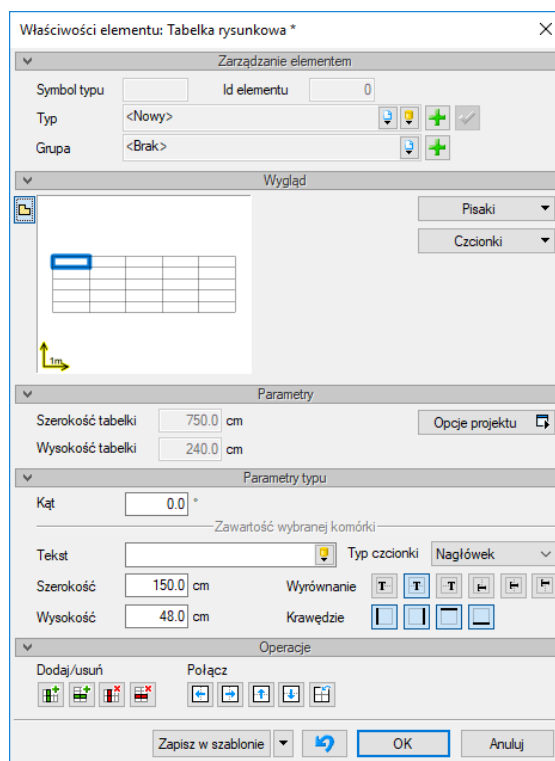 Właściwości elementu: Tabelka rysunkowa *
Zarządzanie elementem
Symbol typu Id elementu 0
Typ <Nowy>
Grupa <Brak>
Wygląd
Pisaki
Czcionki
1m
Parametry
Szerokość tabelki 750.0 cm Opcje projektu
Wysokość tabelki 240.0 cm
Parametry typu
Kąt 0.0 °
Zawartość wybranej komórki
Tekst Typ czcionki Nagłówek
Szerokość 150.0 cm Wyrównanie T T T T T T
Wysokość 48.0 cm Krawędzie
Operacje
Dodaj/usuń Połącz
Zapisz w szablonie OK Anuluj